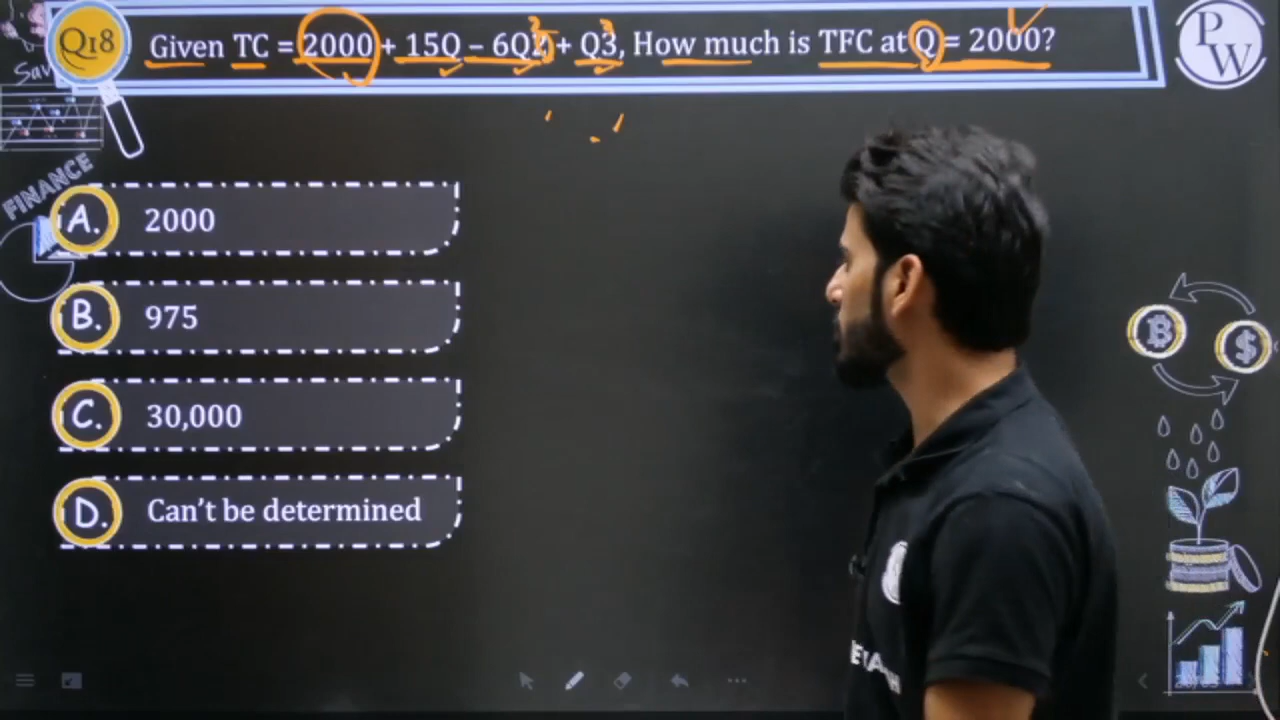 Q18
Given TC = 2000 + 15Q – 6Q2 + Q3, How much is TFC at Q = 2000?
P
W
Sav
FINANCE
A. 2000
B. 975
C. 30,000
D. Can't be determined